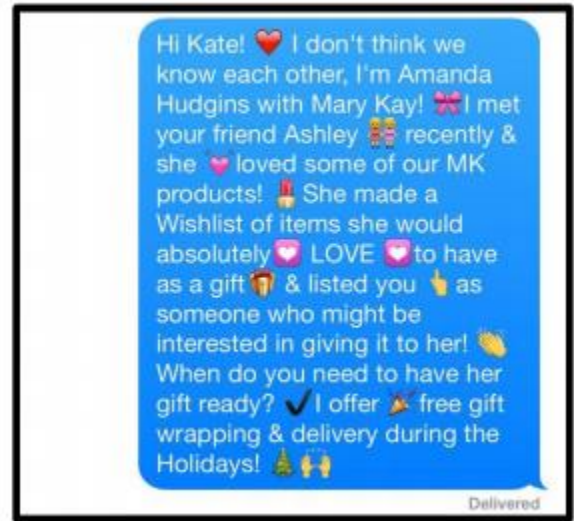 Hi Kate! ❤️ I don't think we
know each other, I'm Amanda
Hudgins with Mary Kay! 🎀I met
your friend Ashley 👭 recently &
she 💓loved some of our MK
products! 💄 She made a
Wishlist of items she would
absolutely💟 LOVE 💟to have
as a gift🎁 & listed you 👆as
someone who might be
interested in giving it to her! 👏
When do you need to have her
gift ready? ✔️I offer 🎉free gift
wrapping & delivery during the
Holidays! 🎄🙌
Delivered